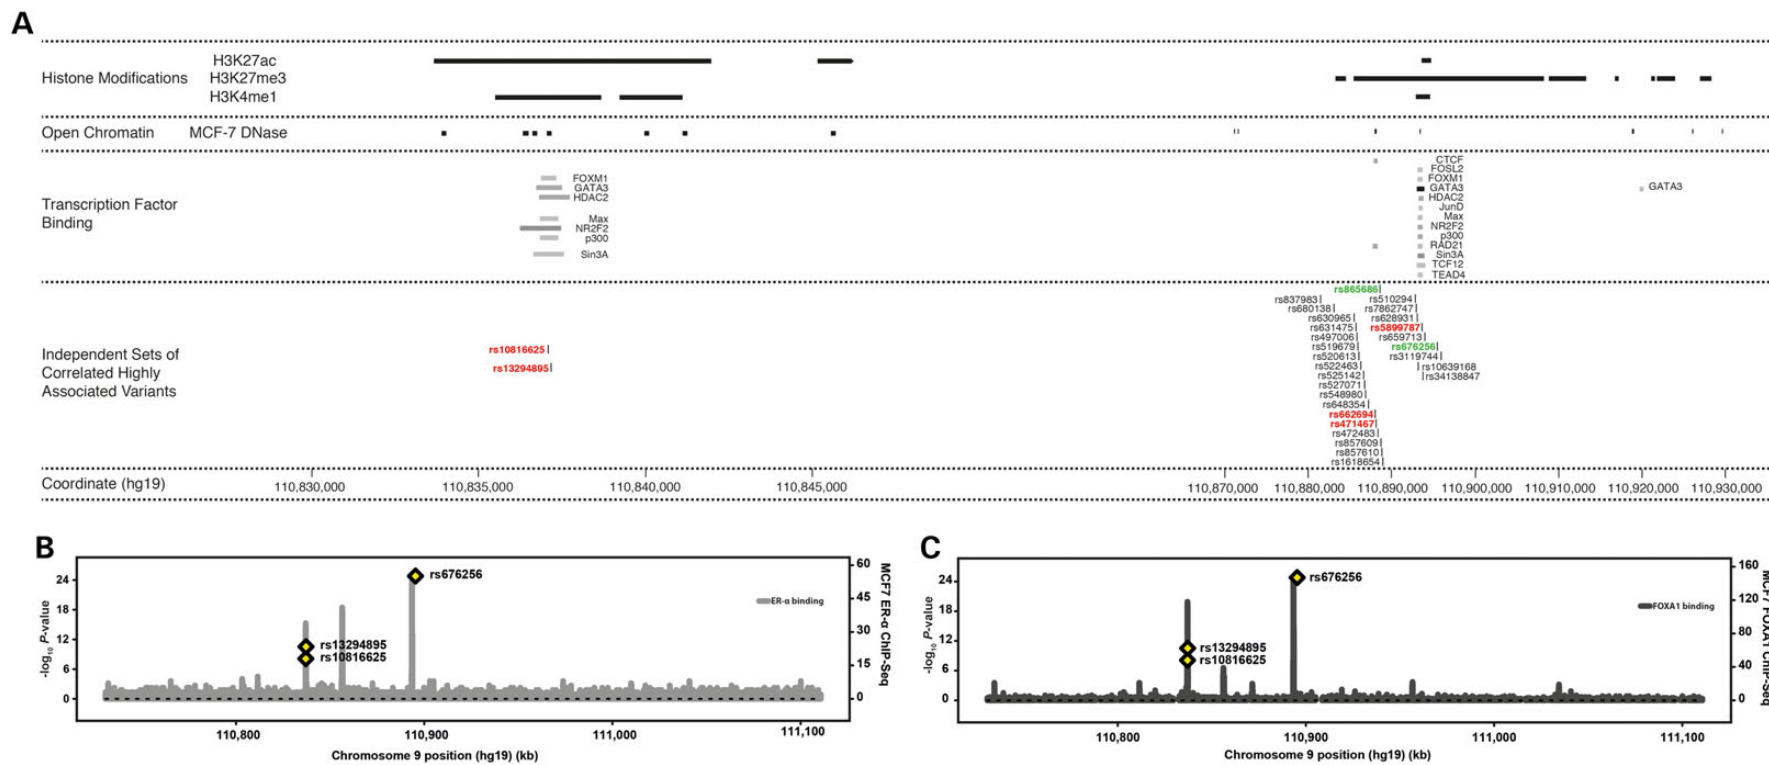 A
Histone Modifications
H3K27ac
H3K27me3
H3K4me1
Open Chromatin
MCF-7 DNase
Transcription Factor
Binding
FOXM1
GATA3
HDAC2
Max
NR2F2
p300
Sin3A
CTCF
FOSL2
FOXM1
GATA3
HDAC2
JunD
Max
NR2F2
p300
RAD21
Sin3A
TCF12
TEAD4
GATA3
Independent Sets of
Correlated Highly
Associated Variants
rs10816625
rs13294895
rs865686
rs837983
rs680138
rs630965
rs631475
rs497006
rs519679
rs520613
rs522463
rs525142
rs527071
rs548980
rs648354
rs662694
rs471467
rs472483
rs857609
rs857610
rs1618654
rs510294
rs7862747
rs628931
rs5899787
rs659713
rs676256
rs3119744
rs10639168
rs34138847
Coordinate (hg19)
110,830,000 110,835,000 110,840,000 110,845,000 110,870,000 110,880,000 110,890,000 110,900,000 110,910,000 110,920,000 110,930,000
B
-log10 P-value
24
18
12
6
0
rs676256
rs13294895
rs10816625
ER-α binding
60
45
30
15
0
MCF7 ER-α ChIP-Seq
110,800 110,900 111,000 111,100
Chromosome 9 position (hg19) (kb)
C
-log10 P-value
24
18
12
6
0
rs676256
rs13294895
rs10816625
FOXA1 binding
160
120
80
40
0
MCF7 FOXA1 ChIP-Seq
110,800 110,900 111,000 111,100
Chromosome 9 position (hg19) (kb)